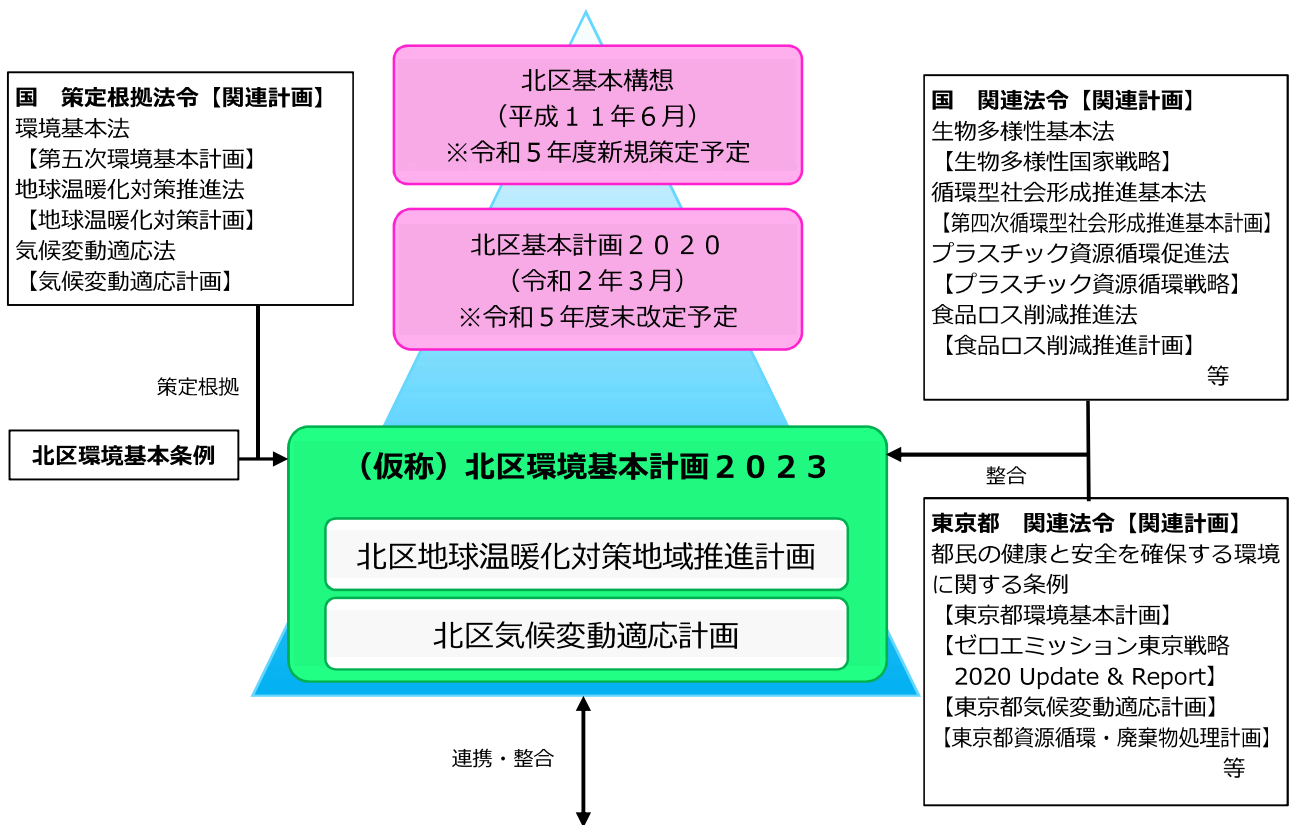 北区基本構想
（平成１１年６月）
※令和５年度新規策定予定
国　策定根拠法令【関連計画】
環境基本法
【第五次環境基本計画】
地球温暖化対策推進法
【地球温暖化対策計画】
気候変動適応法
【気候変動適応計画】
国　関連法令【関連計画】
生物多様性基本法
【生物多様性国家戦略】
循環型社会形成推進基本法
【第四次循環型社会形成推進基本計画】
プラスチック資源循環促進法
【プラスチック資源循環戦略】
食品ロス削減推進法
【食品ロス削減推進計画】
等
北区基本計画２０２０
（令和２年３月）
※令和５年度末改定予定
策定根拠
北区環境基本条例
（仮称）北区環境基本計画２０２３
北区地球温暖化対策地域推進計画
北区気候変動適応計画
整合
東京都　関連法令【関連計画】
都民の健康と安全を確保する環境
に関する条例
【東京都環境基本計画】
【ゼロエミッション東京戦略
2020 Update & Report】
【東京都気候変動適応計画】
【東京都資源循環・廃棄物処理計画】
等
連携・整合